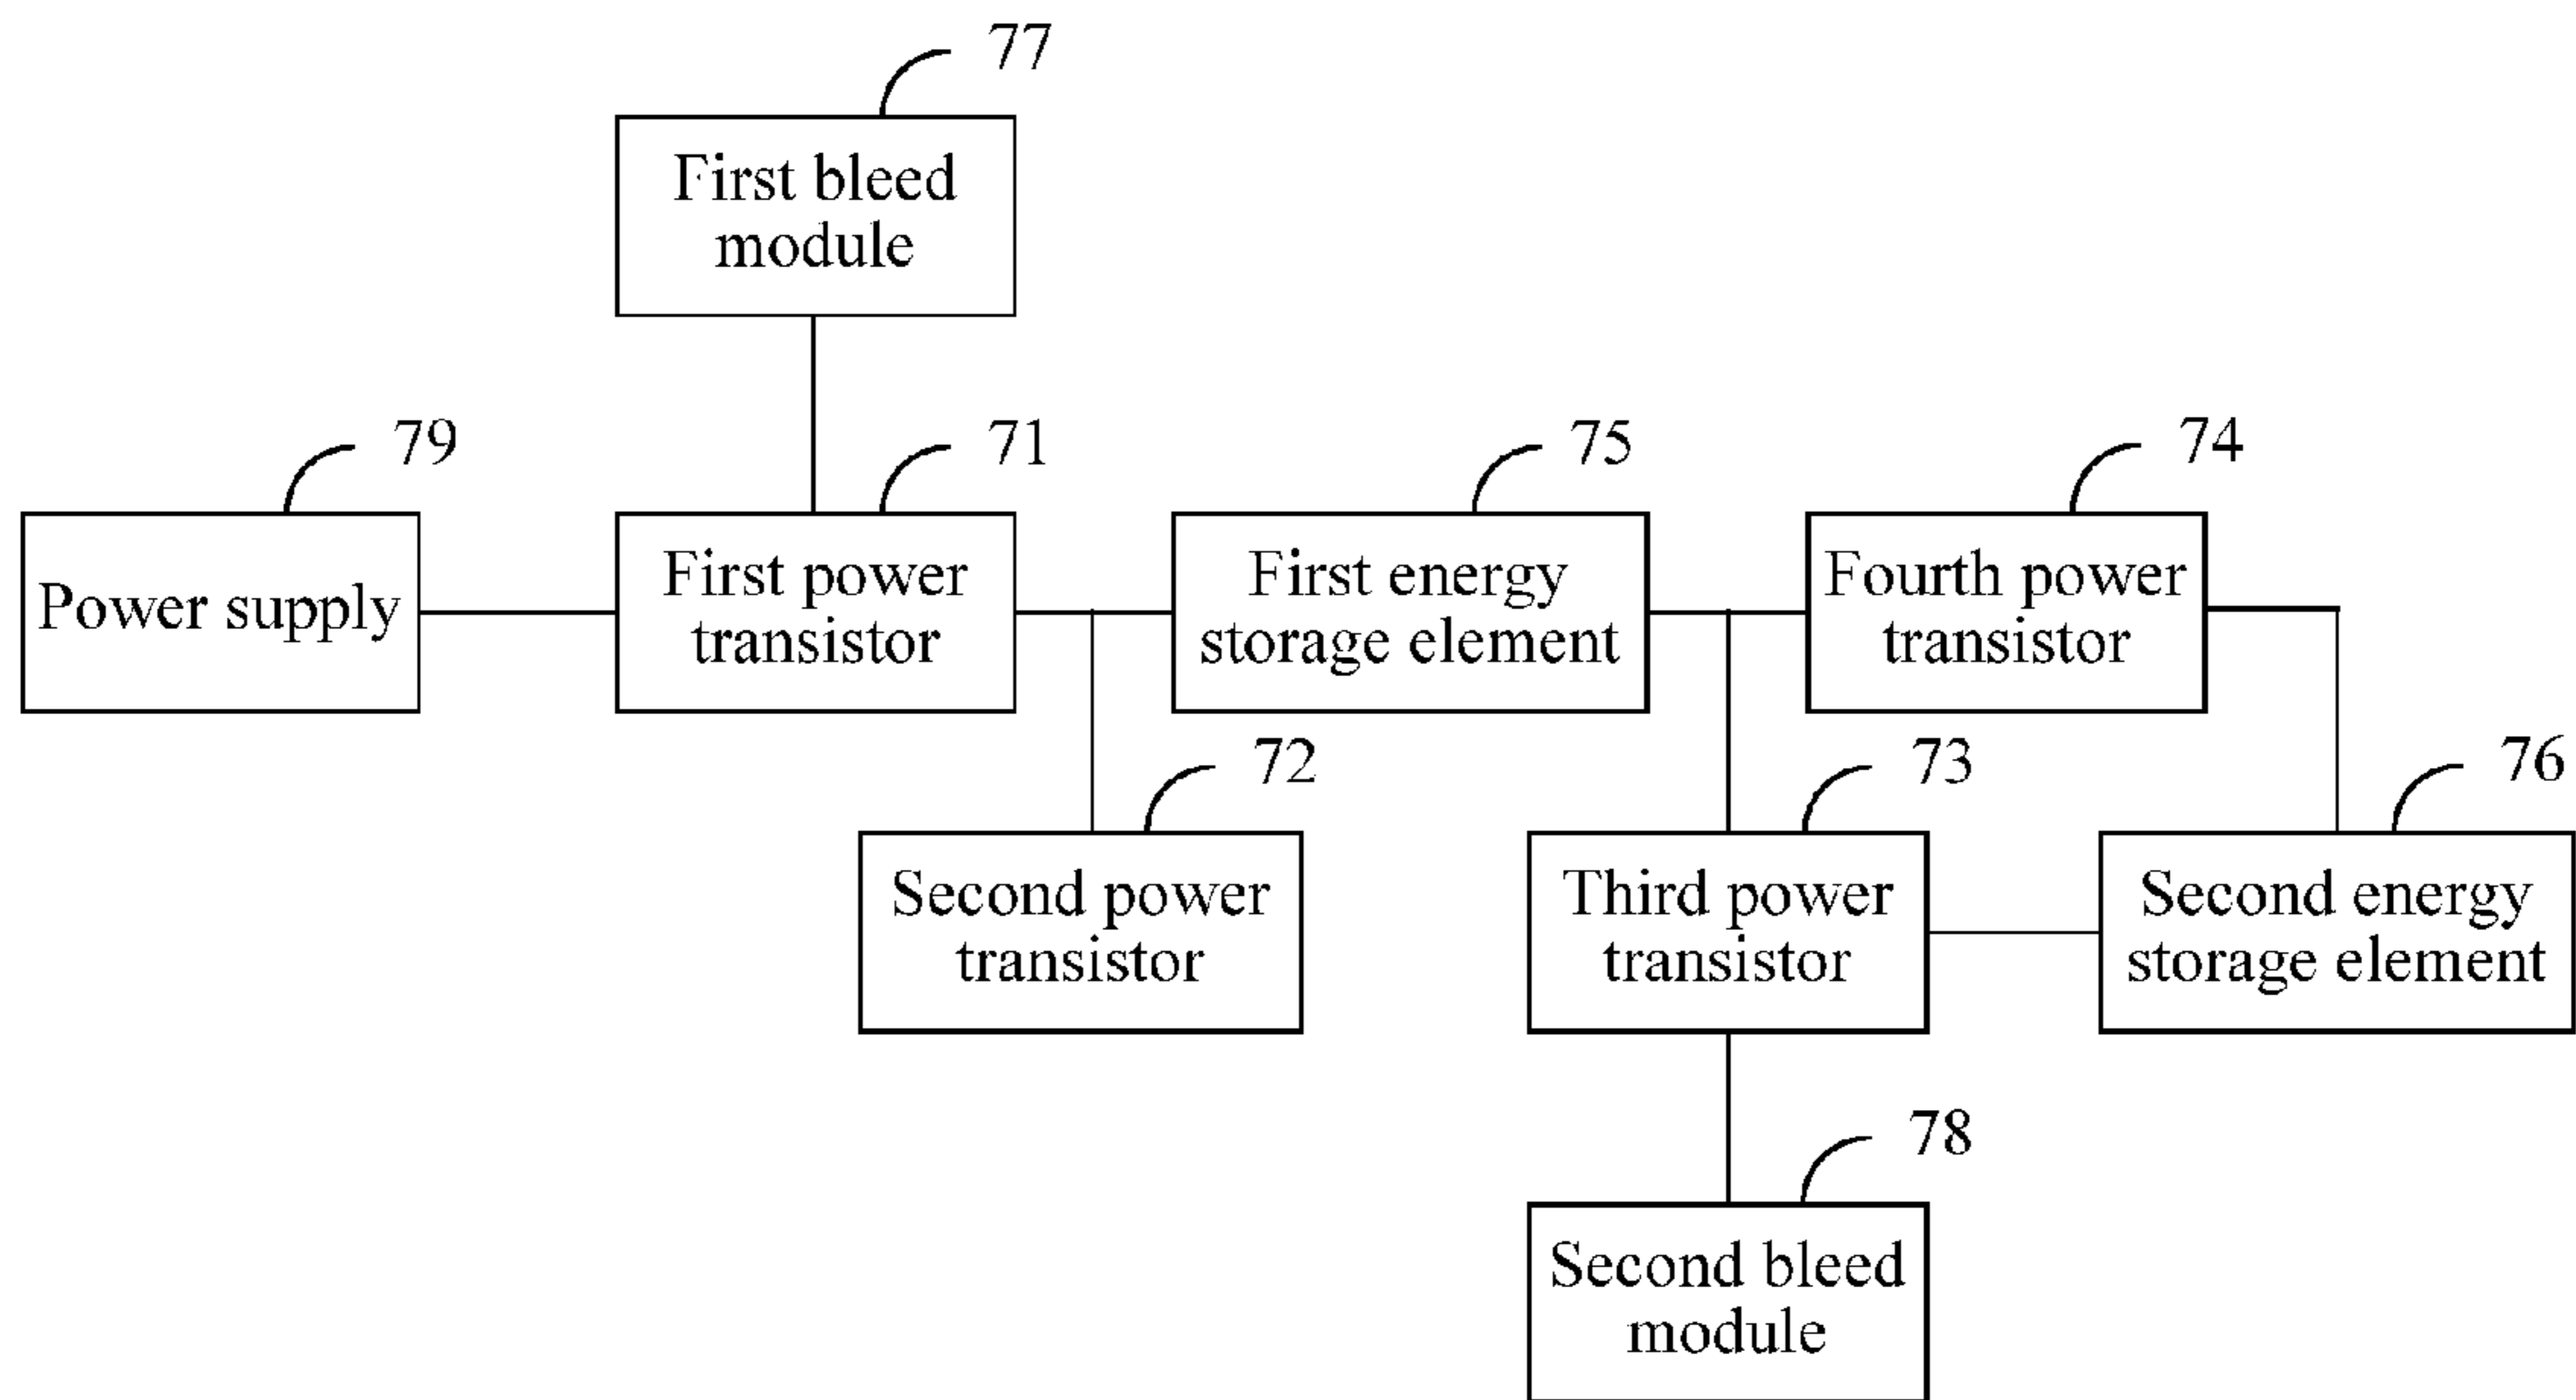 77
First bleed
module
79
71
75
74
Power supply
First power
transistor
First energy
storage element
Fourth power
transistor
72
73
76
Second power
transistor
Third power
transistor
Second energy
storage element
78
Second bleed
module